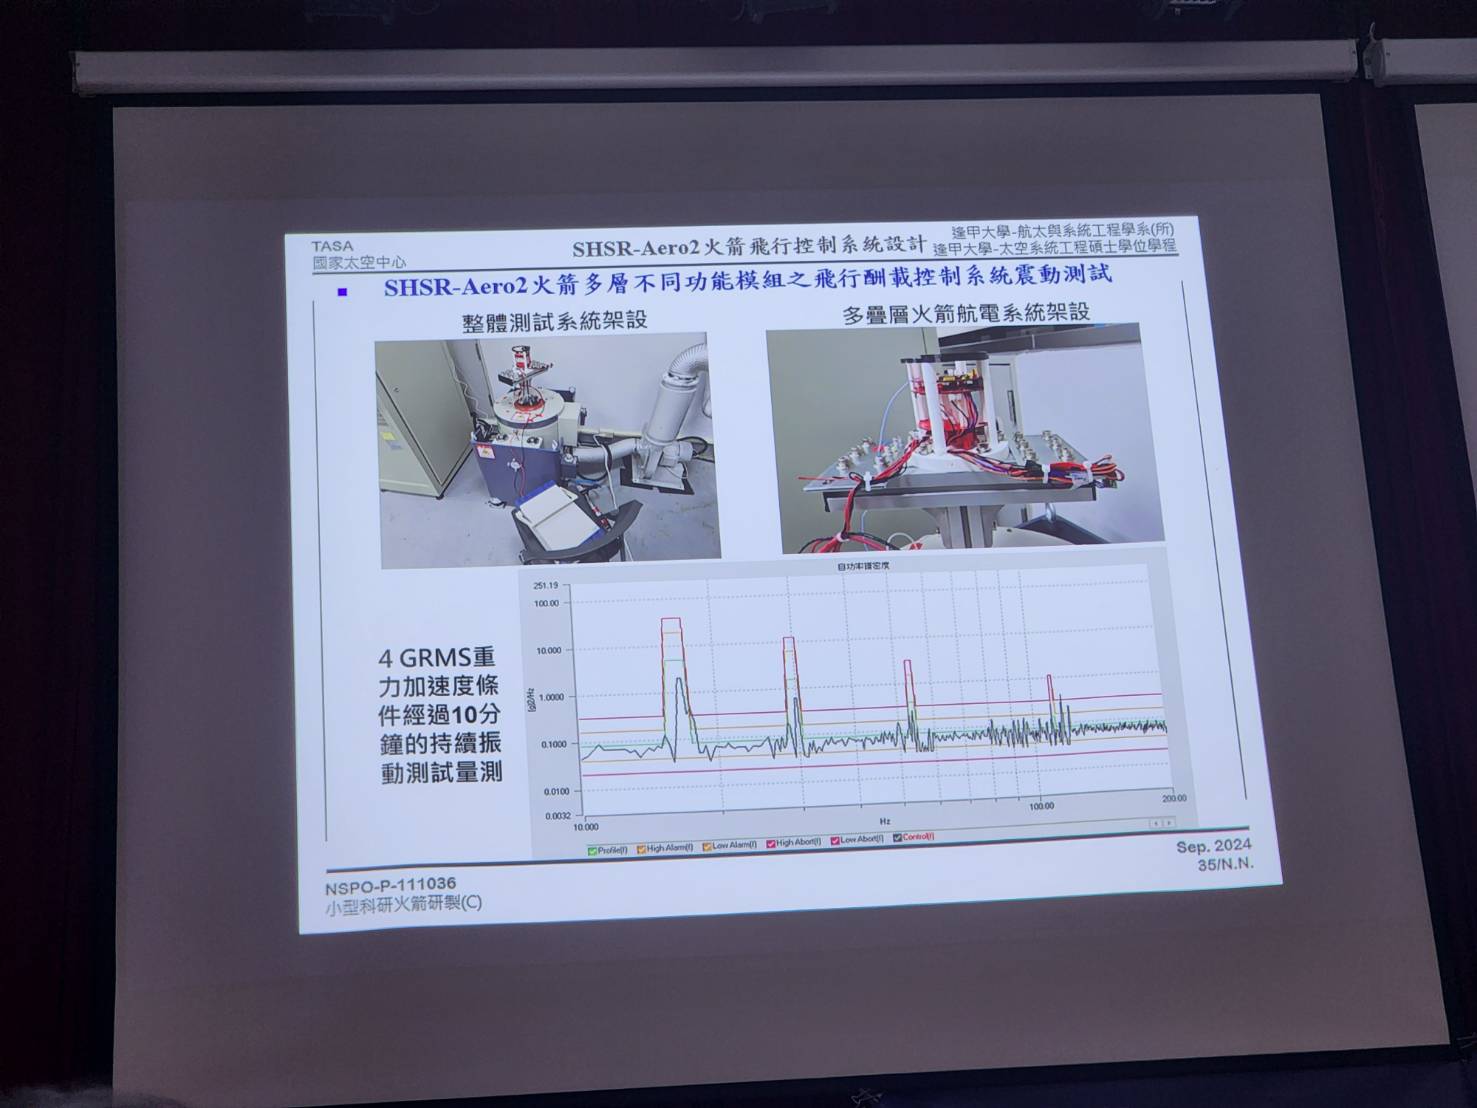 TASA
國家太空中心
SHSR-Aero2火箭飛行控制系統設計
逢甲大學-航太與系統工程學系(所)
逢甲大學-太空系統工程碩士學位學程
SHSR-Aero2火箭多層不同功能模組之飛行酬載控制系統震動測試
整體測試系統架設
多疊層火箭航電系統架設
4 GRMS重
力加速度條
件經過10分
鐘的持續振
動測試量測
自功率譜密度
251.19
100.00
10.000
1.0000
0.1000
0.0100
0.0032
10.000
100.00
200.00
Hz
Profile(f) High Alarm(f) Low Alarm(f) High Abort(f) Low Abort(f) Control(f)
NSPO-P-111036
小型科研火箭研製(C)
Sep. 2024
35/N.N.